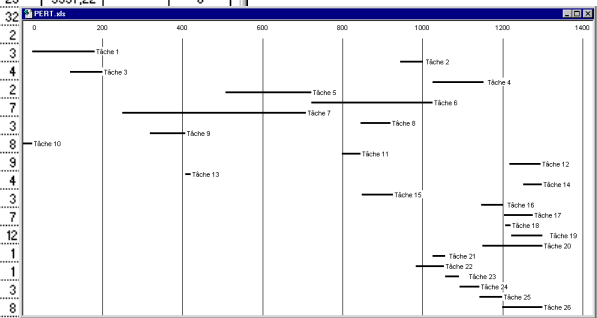 23 5551,22 8
PERT.xls
0 200 400 600 800 1000 1200 1400
32
2
3
4
2
7
3
8
9
4
3
7
12
1
1
3
8
Tâche 1
Tâche 2
Tâche 3
Tâche 4
Tâche 5
Tâche 6
Tâche 7
Tâche 8
Tâche 9
Tâche 10
Tâche 11
Tâche 12
Tâche 13
Tâche 14
Tâche 15
Tâche 16
Tâche 17
Tâche 18
Tâche 19
Tâche 20
Tâche 21
Tâche 22
Tâche 23
Tâche 24
Tâche 25
Tâche 26